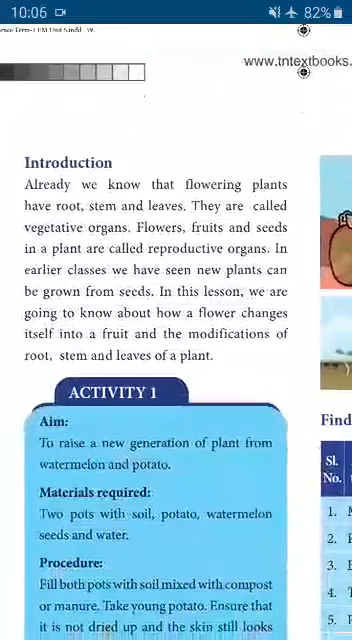 10:06
82%
www.tntextbooks.
Introduction
Already we know that flowering plants
have root, stem and leaves. They are called
vegetative organs. Flowers, fruits and seeds
in a plant are called reproductive organs. In
earlier classes we have seen new plants can
be grown from seeds. In this lesson, we are
going to know about how a flower changes
itself into a fruit and the modifications of
root, stem and leaves of a plant.
ACTIVITY 1
Aim:
To raise a new generation of plant from
watermelon and potato.
Materials required:
Two pots with soil, potato, watermelon
seeds and water.
Procedure:
Fill both pots with soil mixed with compost
or manure. Take young potato. Ensure that
it is not dried up and the skin still looks
Find
Sl.
No.
1.
2.
3.
4.
5.